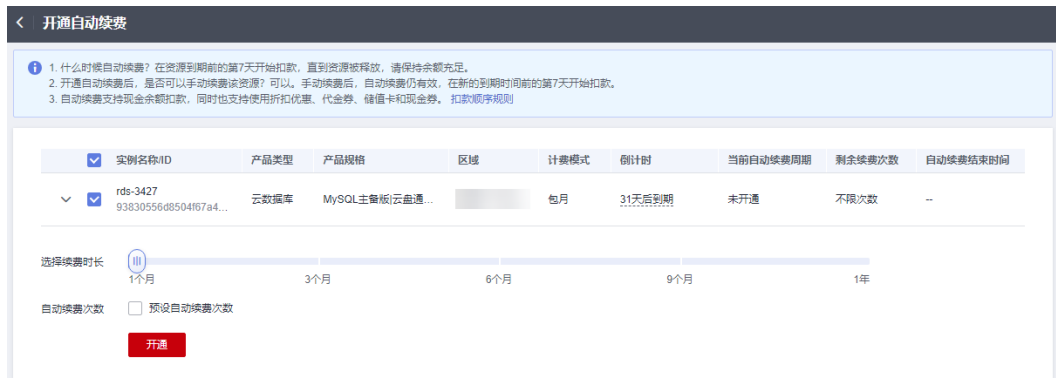 开通自动续费
1. 什么时候自动续费？在资源到期前的第7天开始扣款，直到资源被释放，请保持余额充足。
2. 开通自动续费后，是否可以手动续费该资源？可以。手动续费后，自动续费仍有效，在新的到期时间前的第7天开始扣款。
3. 自动续费支持现金余额扣款，同时也支持使用折扣优惠、代金券、储值卡和现金券。 扣款顺序规则
实例名称/ID 产品类型 产品规格 区域 计费模式 倒计时 当前自动续费周期 剩余续费次数 自动续费结束时间
rds-3427
93830556d8504f67a4... 云数据库 MySQL主备版|云盘通... 包月 31天后到期 未开通 不限次数 --
选择续费时长
1个月 3个月 6个月 9个月 1年
自动续费次数 预设自动续费次数
开通